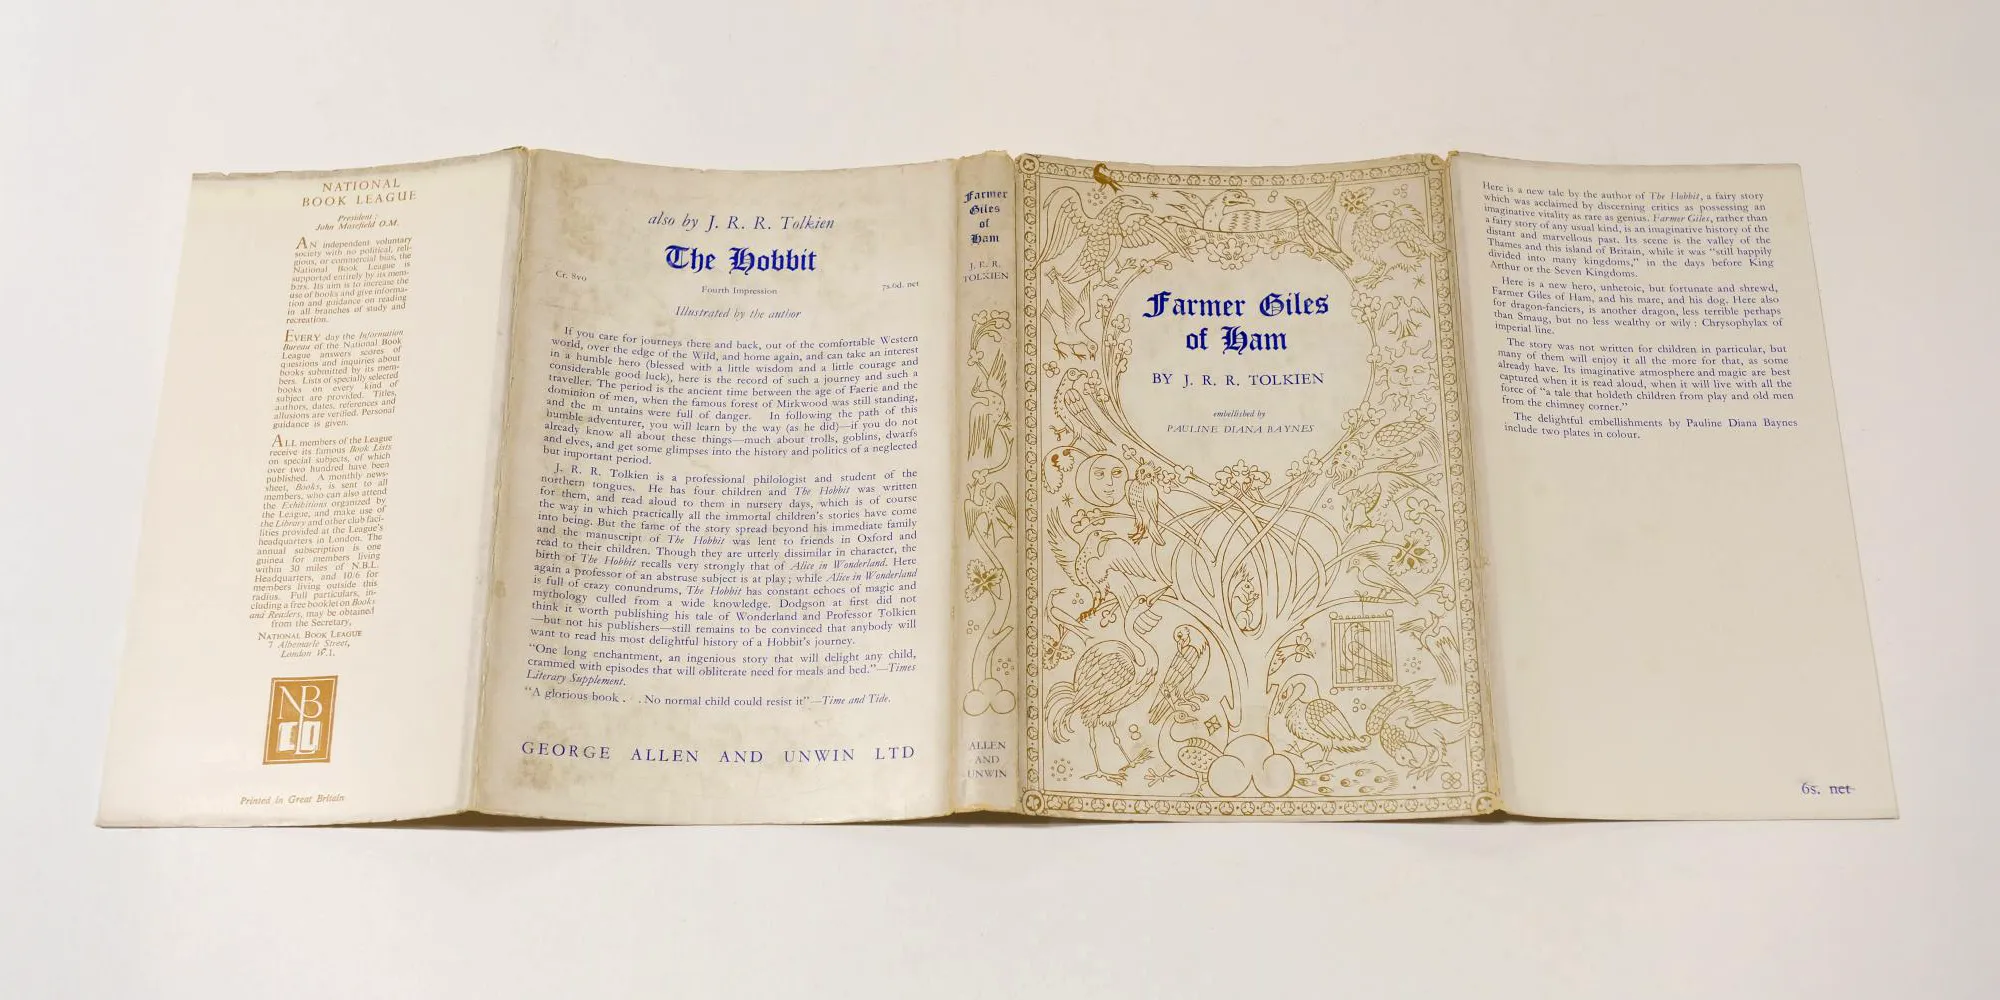 NATIONAL
BOOK LEAGUE
President :
John Masefield O.M.
AN independent voluntary
society with no political, reli-
gious, or commercial bias, the
National Book League is
supported entirely by its mem-
bers. Its aim is to increase the
use of books and give informa-
tion and guidance on reading
in all branches of study and
recreation.
EVERY day the Information
Bureau of the National Book
League answers scores of
questions and inquiries about
books submitted by its mem-
bers. Lists of specially selected
books on every kind of
subject are provided. Titles,
authors, dates, references and
allusions are verified. Personal
guidance is given.
ALL members of the League
receive its famous Book Lists
on special subjects, of which
over two hundred have been
published. A monthly news-
sheet, Books, is sent to all
members, who can also attend
the Exhibitions organized by
the League, and make use of
the Library and other club faci-
lities provided at the League's
headquarters in London. The
annual subscription is one
guinea for members living
within 30 miles of N.B.L.
Headquarters, and 10/6 for
members living outside this
radius. Full particulars, in-
cluding a free booklet on Books
and Readers, may be obtained
from the Secretary,
NATIONAL BOOK LEAGUE
7 Albemarle Street,
London W.1.
NB
Printed in Great Britain
also by J. R. R. Tolkien
The Hobbit
Cr. 8vo
Fourth Impression
7s.6d. net
Illustrated by the author
If you care for journeys there and back, out of the comfortable Western
world, over the edge of the Wild, and home again, and can take an interest
in a humble hero (blessed with a little wisdom and a little courage and
considerable good luck), here is the record of such a journey and such a
traveller. The period is the ancient time between the age of Faerie and the
dominion of men, when the famous forest of Mirkwood was still standing,
and the m untains were full of danger. In following the path of this
humble adventurer, you will learn by the way (as he did)—if you do not
already know all about these things—much about trolls, goblins, dwarfs
and elves, and get some glimpses into the history and politics of a neglected
but important period.
J. R. R. Tolkien is a professional philologist and student of the
northern tongues. He has four children and The Hobbit was written
for them, and read aloud to them in nursery days, which is of course
the way in which practically all the immortal children's stories have come
into being. But the fame of the story spread beyond his immediate family
and the manuscript of The Hobbit was lent to friends in Oxford and
read to their children. Though they are utterly dissimilar in character, the
birth of The Hobbit recalls very strongly that of Alice in Wonderland. Here
again a professor of an abstruse subject is at play ; while Alice in Wonderland
is full of crazy conundrums, The Hobbit has constant echoes of magic and
mythology culled from a wide knowledge. Dodgson at first did not
think it worth publishing his tale of Wonderland and Professor Tolkien
—but not his publishers—still remains to be convinced that anybody will
want to read his most delightful history of a Hobbit's journey.
"One long enchantment, an ingenious story that will delight any child,
crammed with episodes that will obliterate need for meals and bed."—Times
Literary Supplement.
"A glorious book . . . No normal child could resist it"—Time and Tide.
GEORGE ALLEN AND UNWIN LTD
Farmer
Giles
of
Ham
J. R. R.
TOLKIEN
ALLEN
AND
UNWIN
Farmer Giles
of Ham
BY J. R. R. TOLKIEN
embellished by
PAULINE DIANA BAYNES
Here is a new tale by the author of The Hobbit, a fairy story
which was acclaimed by discerning critics as possessing an
imaginative vitality as rare as genius. Farmer Giles, rather than
a fairy story of any usual kind, is an imaginative history of the
distant and marvellous past. Its scene is the valley of the
Thames and this island of Britain, while it was "still happily
divided into many kingdoms," in the days before King
Arthur or the Seven Kingdoms.
Here is a new hero, unheroic, but fortunate and shrewd,
Farmer Giles of Ham, and his mare, and his dog. Here also
for dragon-fanciers, is another dragon, less terrible perhaps
than Smaug, but no less wealthy or wily : Chrysophylax of
imperial line.
The story was not written for children in particular, but
many of them will enjoy it all the more for that, as some
already have. Its imaginative atmosphere and magic are best
captured when it is read aloud, when it will live with all the
force of "a tale that holdeth children from play and old men
from the chimney corner."
The delightful embellishments by Pauline Diana Baynes
include two plates in colour.
6s. net